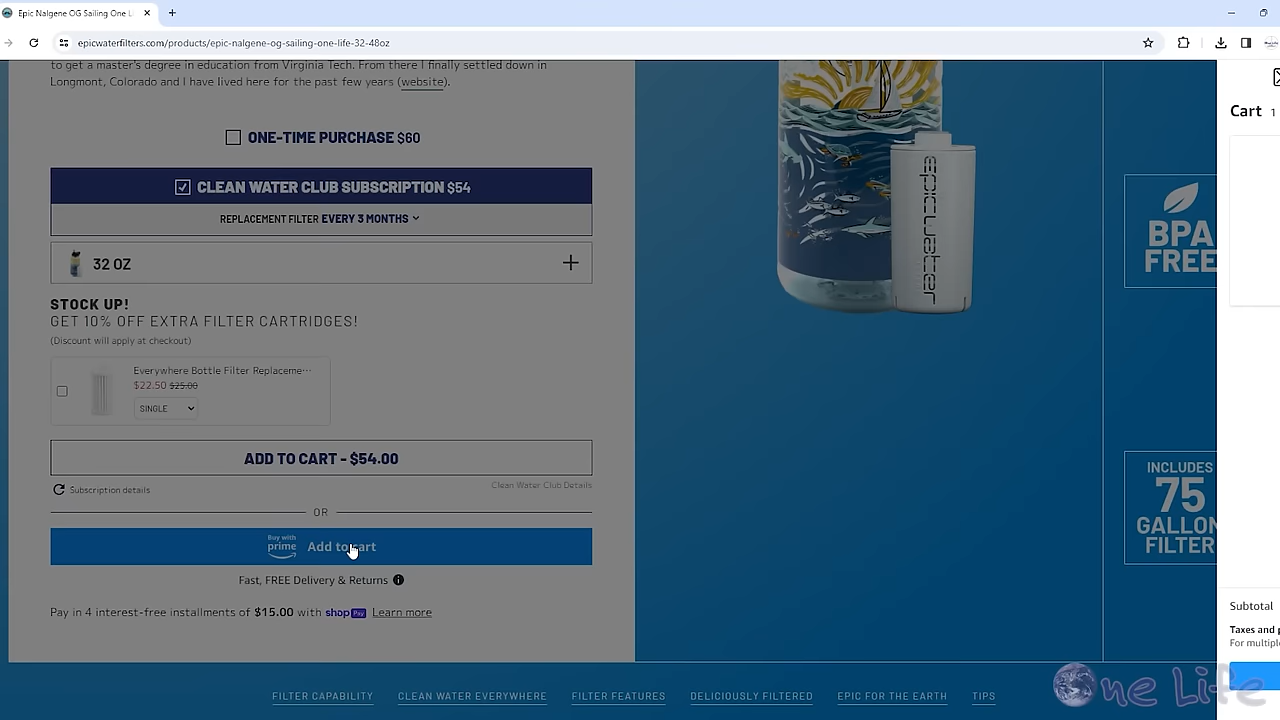 Epic Nalgene OG Sailing One Li
epicwaterfilters.com/products/epic-nalgene-og-sailing-one-life-32-48oz
to get a master's degree in education from Virginia Tech. From there I finally settled down in
Longmont, Colorado and I have lived here for the past few years (website).
ONE-TIME PURCHASE $60
CLEAN WATER CLUB SUBSCRIPTION $54
REPLACEMENT FILTER EVERY 3 MONTHS
32 OZ
STOCK UP!
GET 10% OFF EXTRA FILTER CARTRIDGES!
(Discount will apply at checkout)
Everywhere Bottle Filter Replaceme...
$22.50 $25.00
SINGLE
ADD TO CART - $54.00
Subscription details
Clean Water Club Details
OR
Buy with
prime
Add to cart
Fast, FREE Delivery & Returns
Pay in 4 interest-free installments of $15.00 with shop Pay Learn more
epicwater
BPA
FREE
INCLUDES
75
GALLON
FILTER
Cart 1
Subtotal
Taxes and p
For multiple
FILTER CAPABILITY
CLEAN WATER EVERYWHERE
FILTER FEATURES
DELICIOUSLY FILTERED
EPIC FOR THE EARTH
TIPS
One Life